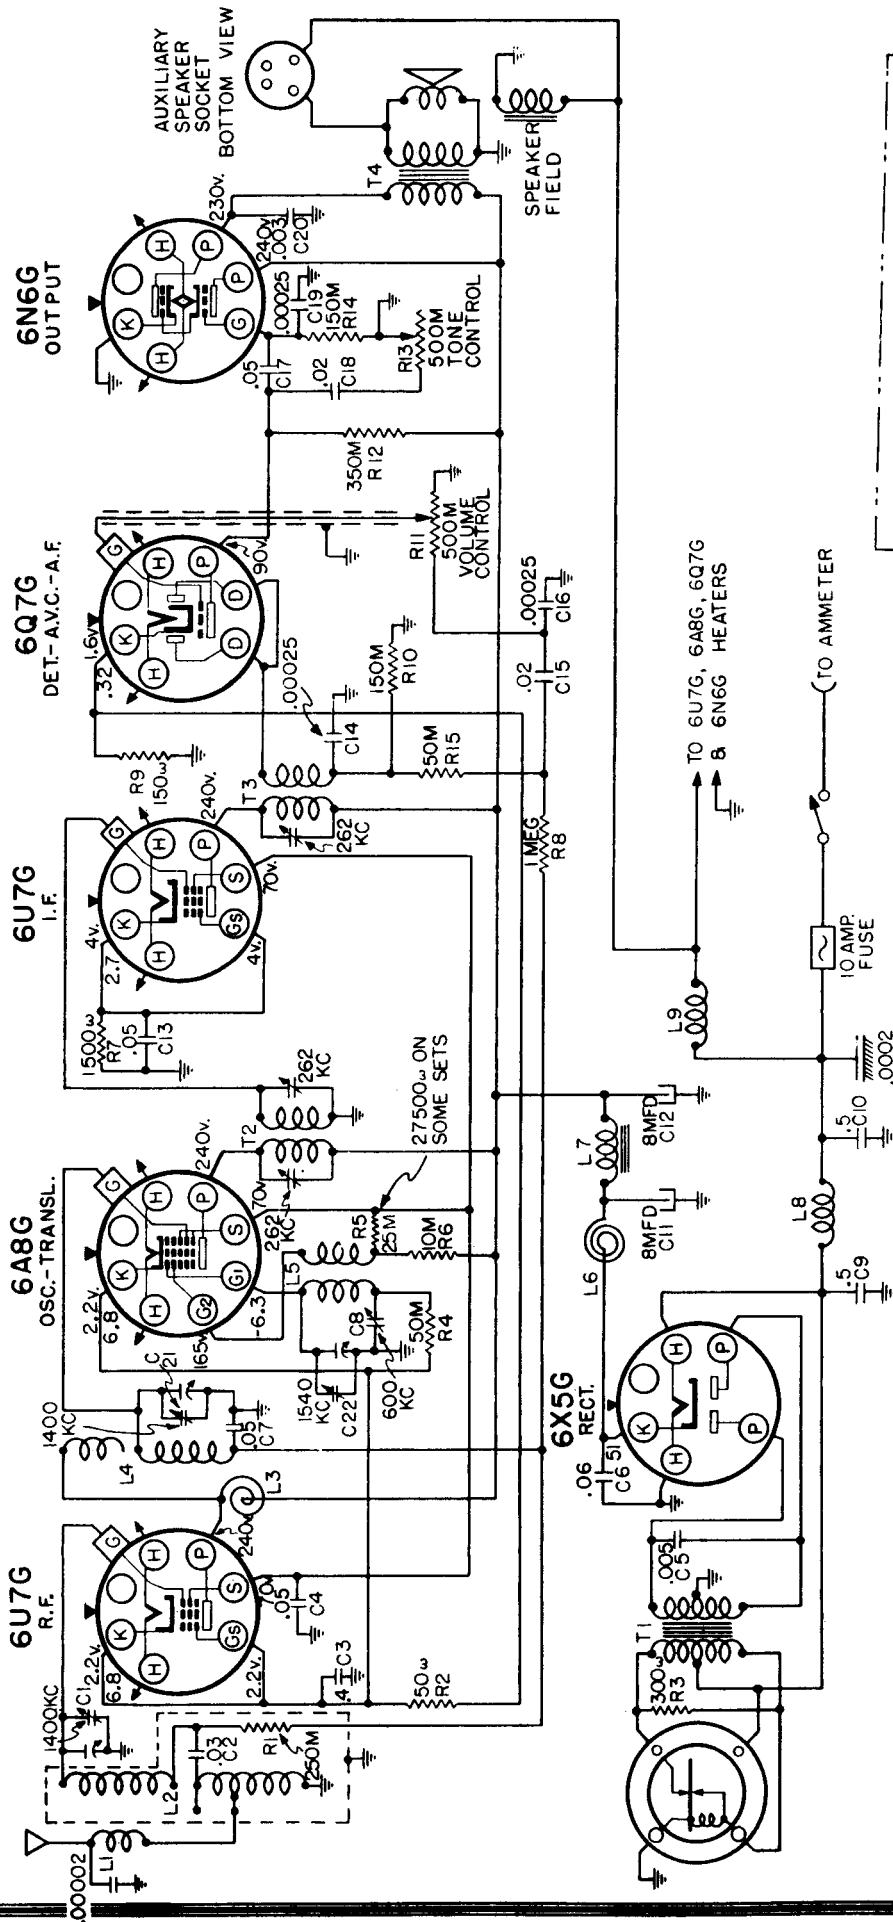 6U7G
R.F.
6A8G
OSC.-TRANSL.
6U7G
I.F.
6Q7G
DET.-A.V.C.-A.F.
6N6G
OUTPUT
AUXILIARY
SPEAKER
SOCKET
BOTTOM VIEW
.00002
L1
1400KC
C1
L2
.03
C2
R1
250M
2.2v.
6.8
G
K
H
H
P
S
Gs
2.2v.
240v.
.05
C4
.4
C3
50ω
R2
L3
1400
KC
L4
C
21
.05
C7
2.2v.
6.8
G
K
H
H
P
S
G1
G2
165v.
-6.3
240v.
70v.
1540
KC
C22
C8
600
KC
50M
R4
L5
R5
25M
10M
R6
27500ω ON
SOME SETS
T2
262
KC
262
KC
1500ω
R7
.05
C13
4v.
2.7
G
K
H
H
P
S
Gs
4v.
240v.
70v.
T3
262
KC
R9
150ω
1.6v.
.32
G
K
H
H
P
D
D
90v.
.00025
C14
150M
R10
50M
R15
1 MEG
R8
.02
C15
.00025
C16
R11
500M
VOLUME
CONTROL
350M
R12
.05
C17
.02
C18
.00025
C19
150M
R14
R13
500M
TONE
CONTROL
K
H
H
P
P
G
230v.
240v.
.003
C20
T4
SPEAKER
FIELD
300ω
R3
T1
.005
C5
6X5G
RECT.
.06
C6
51
K
H
H
P
P
L6
8MFD
C11
L7
8MFD
C12
.5
C9
L8
.5
C10
.0002
L9
10 AMP.
FUSE
TO 6U7G, 6A8G, 6Q7G
& 6N6G HEATERS
TO AMMETER